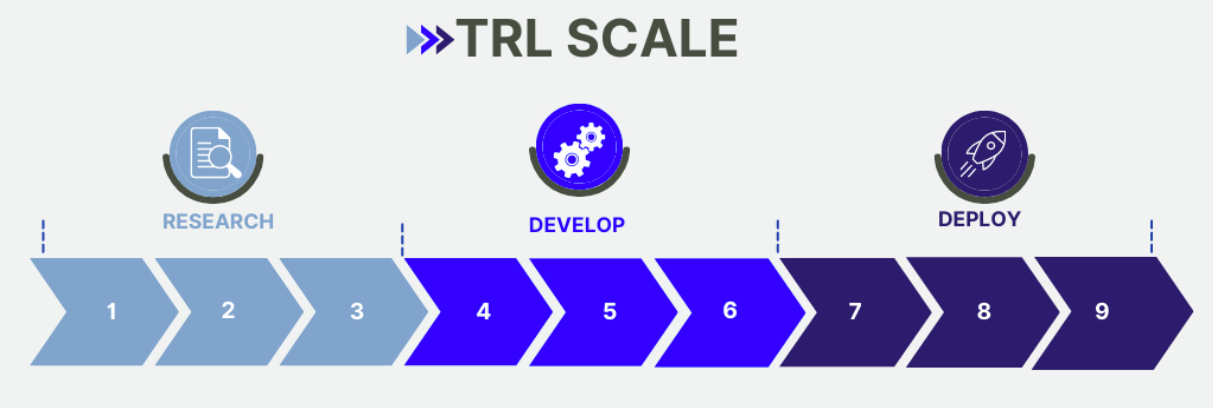 TRL SCALE
RESEARCH
DEVELOP
DEPLOY
1 2 3 4 5 6 7 8 9